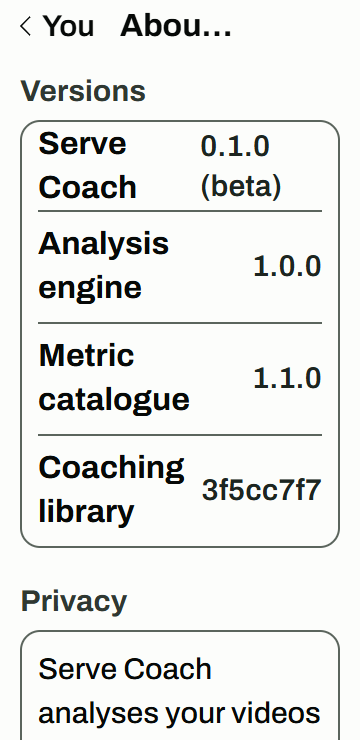 You Abou...
Versions
Serve Coach 0.1.0 (beta)
Analysis engine 1.0.0
Metric catalogue 1.1.0
Coaching library 3f5cc7f7
Privacy
Serve Coach
analyses your videos